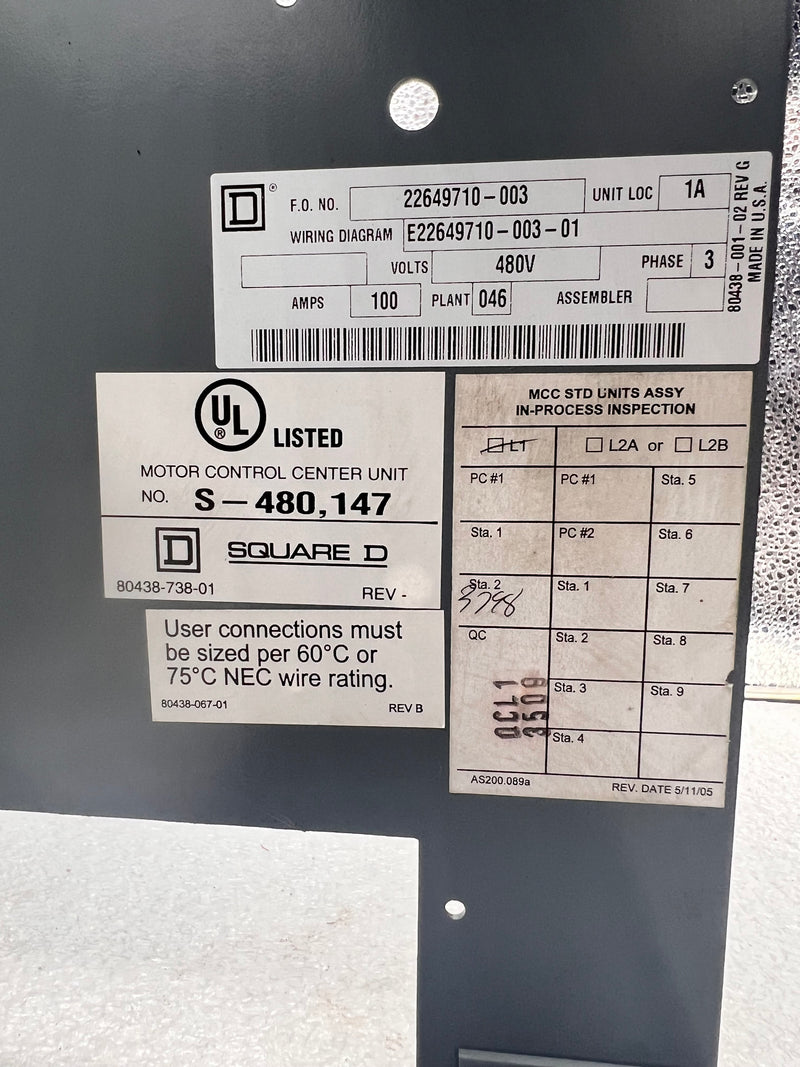 D ®
F.O. NO. 22649710-003 UNIT LOC 1A
WIRING DIAGRAM E22649710-003-01
VOLTS 480V PHASE 3
AMPS 100 PLANT 046 ASSEMBLER
80438-001-02 REV G
MADE IN U.S.A.
UL ® LISTED
MOTOR CONTROL CENTER UNIT
NO. S-480,147
D SQUARE D
80438-738-01 REV -
User connections must
be sized per 60°C or
75°C NEC wire rating.
80438-067-01 REV B
MCC STD UNITS ASSY
IN-PROCESS INSPECTION
L1 L2A or L2B
PC #1 PC #1 Sta. 5
Sta. 1 PC #2 Sta. 6
Sta. 2 Sta. 1 Sta. 7
3798
QC Sta. 2 Sta. 8
QCL1
3509
Sta. 3 Sta. 9
Sta. 4
AS200.089a REV. DATE 5/11/05